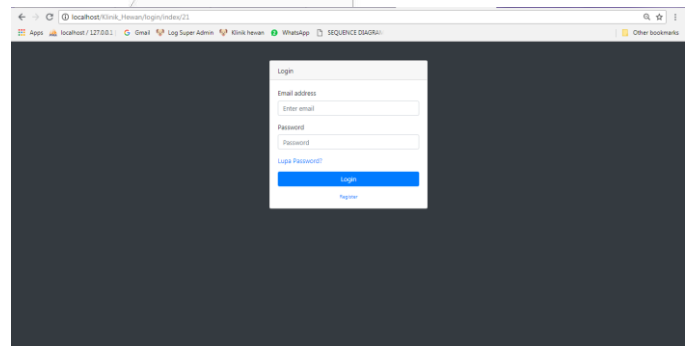 localhost/Klinik_Hewan/login/index/21
Apps localhost / 127.0.0.1 | Gmail Log Super Admin Klinik hewan WhatsApp SEQUENCE DIAGRA Other bookmarks
Login
Email address
Enter email
Password
Password
Lupa Password?
Login
Register